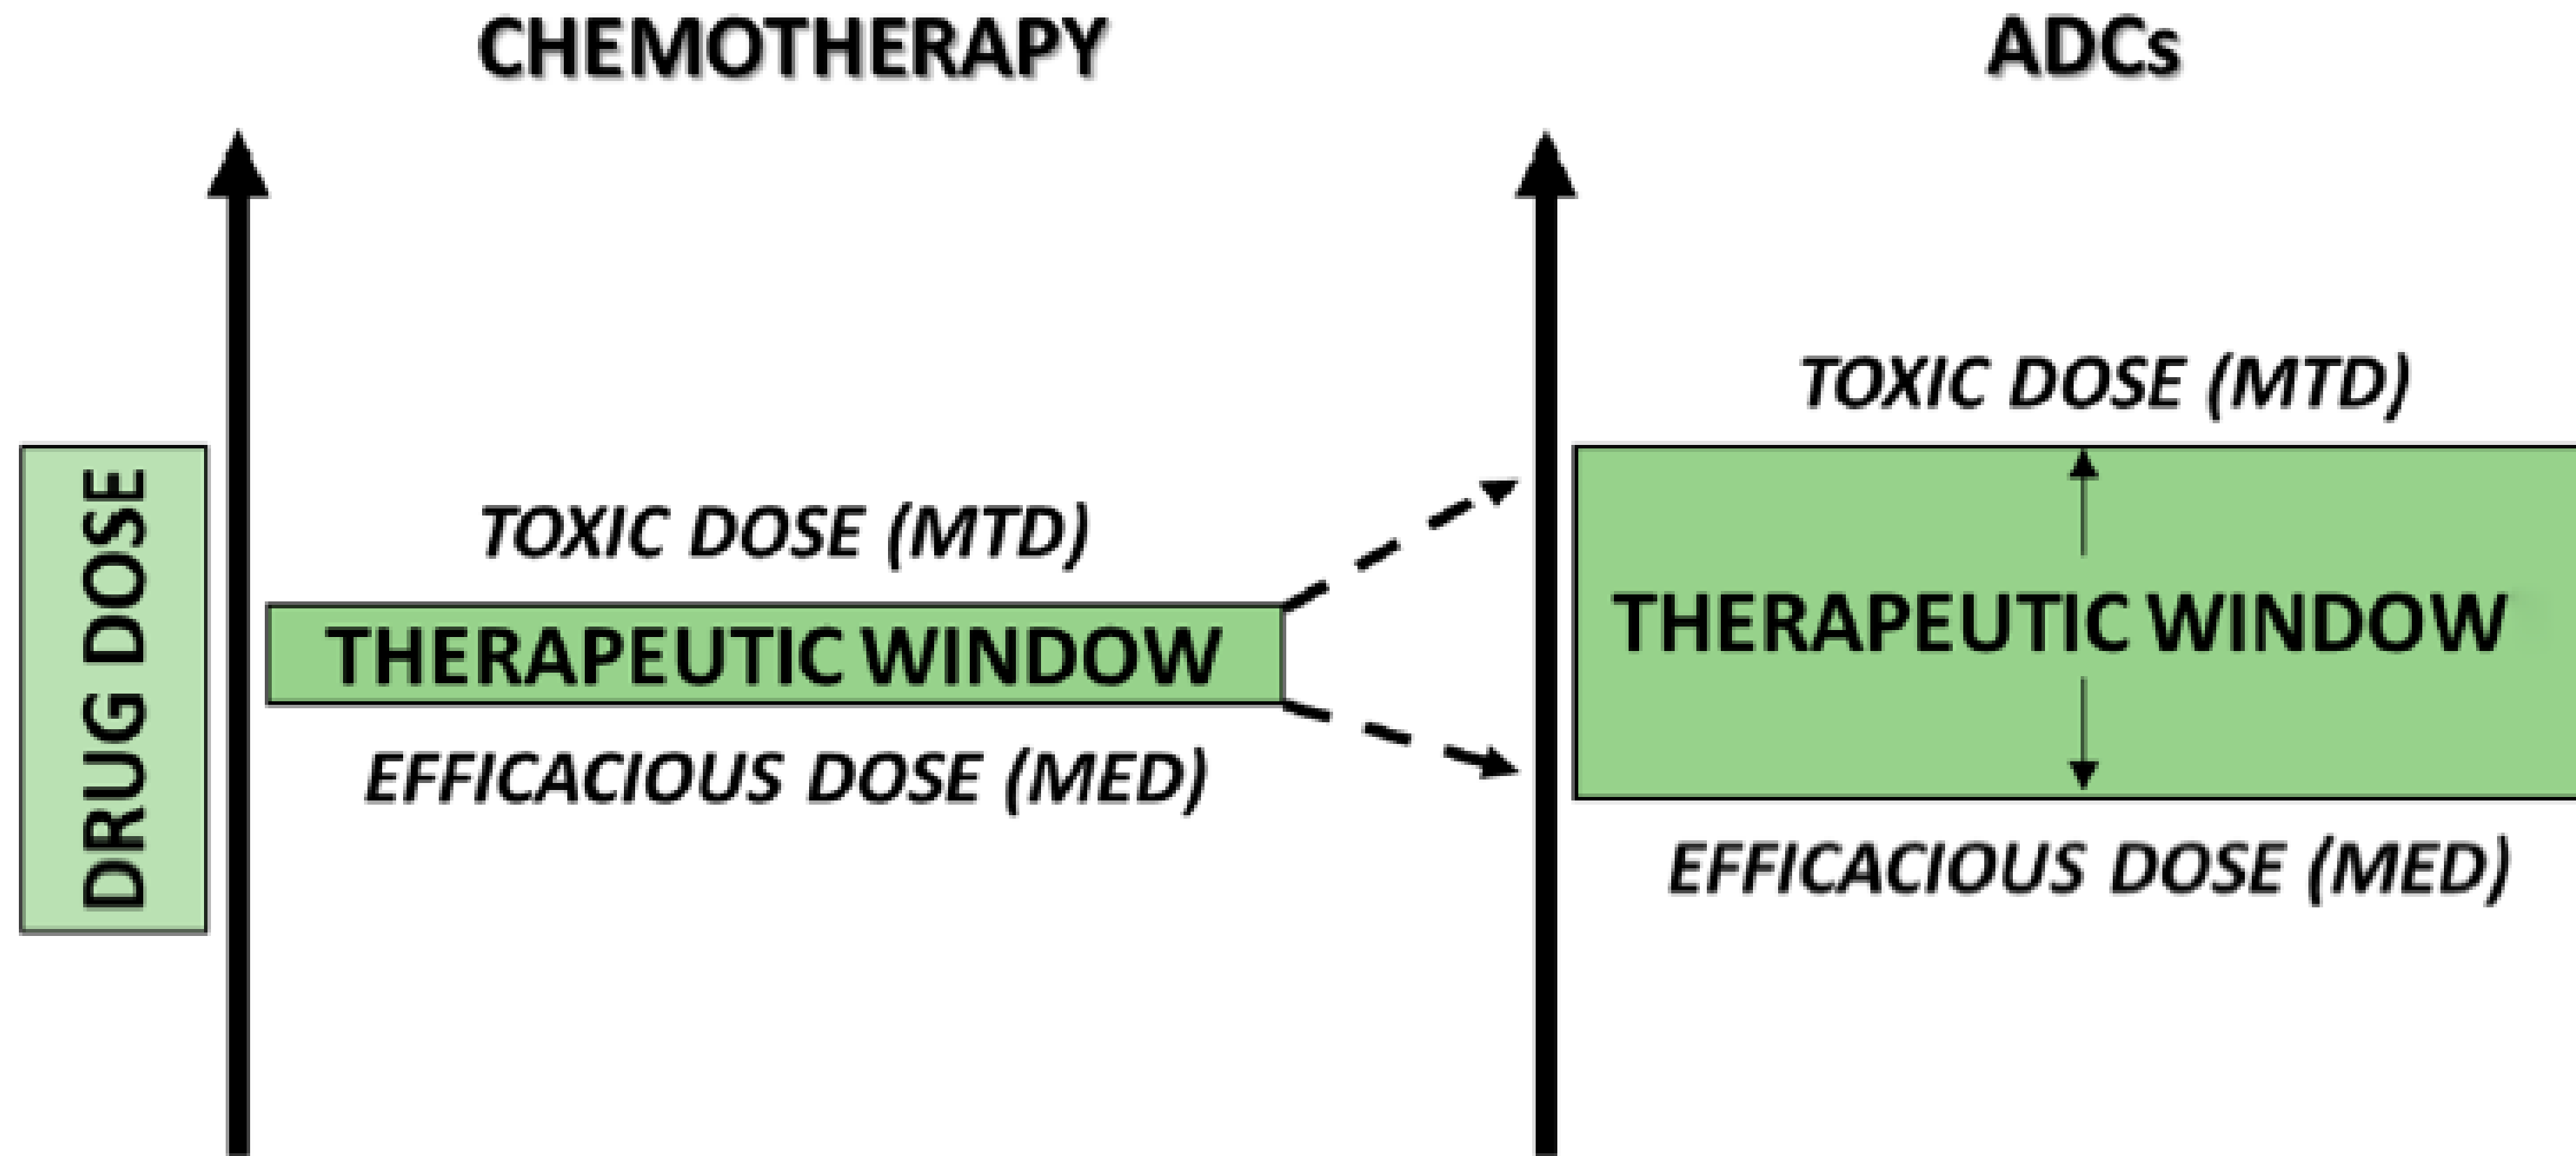 CHEMOTHERAPY
DRUG DOSE
TOXIC DOSE (MTD)
THERAPEUTIC WINDOW
EFFICACIOUS DOSE (MED)
ADCs
TOXIC DOSE (MTD)
THERAPEUTIC WINDOW
EFFICACIOUS DOSE (MED)